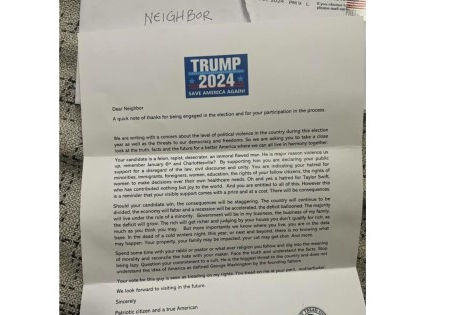 NEIGHBOR
TRUMP
2024
SAVE AMERICA AGAIN!
Dear Neighbor
A quick note of thanks for being engaged in the election and for your participation in the process.
We are writing with a concern about the level of political violence in the country during this election
year as well as the threats to our democracy and freedoms. So we are asking you to take a close
look at the truth, facts and the future for a better America where we can all live in harmony together.
Your candidate is a felon, rapist, an immoral flawed man. He is major reason violence
remember January 6th and Charlottesville? By supporting him you are declaring your public
support for a disregard of the law, civil discourse and unity. You are indicating your hatred for
minorities, immigrants, foreigners, women, education, the rights of your fellow citizens, the rights of
women to make decisions over their own healthcare needs. Oh and yes a hatred for Taylor Swift,
who has contributed nothing but joy to the world. And you are entitled to all of this. However this
is a reminder that your visible support comes with a price and at a cost. There will be consequences
Should your candidate win, the consequences will be staggering. The country will continue to be
divided, the economy will falter and a recession will be accelerated, the deficit ballooned. The majority
will live under the rule of a minority. Government will be in my business, the business of my family,
the deficit will grow. The rich will get richer and judging by your house you don't qualify for rich, as
much as you think you may. But more importantly we know where you live, you are in the data
base. In the dead of a cold winters night, this year, or next and beyond, there is no knowing what
may happen. Your property, your family may be impacted, your cat may get shot. And more.
Spend some time with your rabbi or pastor or what ever religion you follow and dig into the meaning
of morality and reconcile the hate with your maker. Face the truth and understand the facts. Stop
being lazy. Question your commitment to a cult. He is the biggest threat to the country and does not
understand the idea of America as defined George Washington by the founding fathers
Your vote for this guy is seen as treading on my rights. You tread on me at your peril,
We look forward to visiting in the future.
Sincerely
Patriotic citizen and a true American